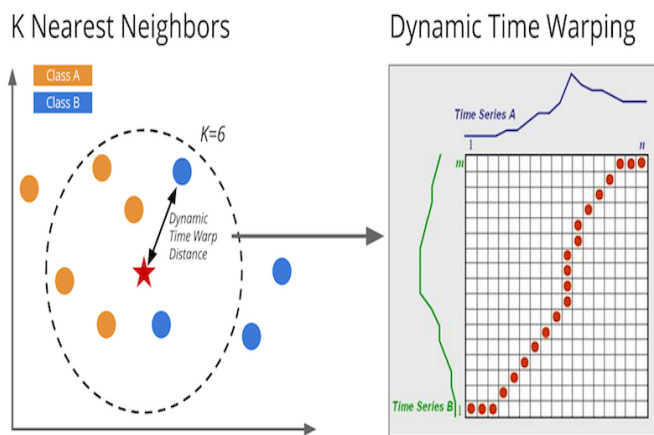 K Nearest Neighbors
Class A
Class B
K=6
Dynamic
Time Warp
Distance
Dynamic Time Warping
Time Series A
1 n
m
Time Series B 1